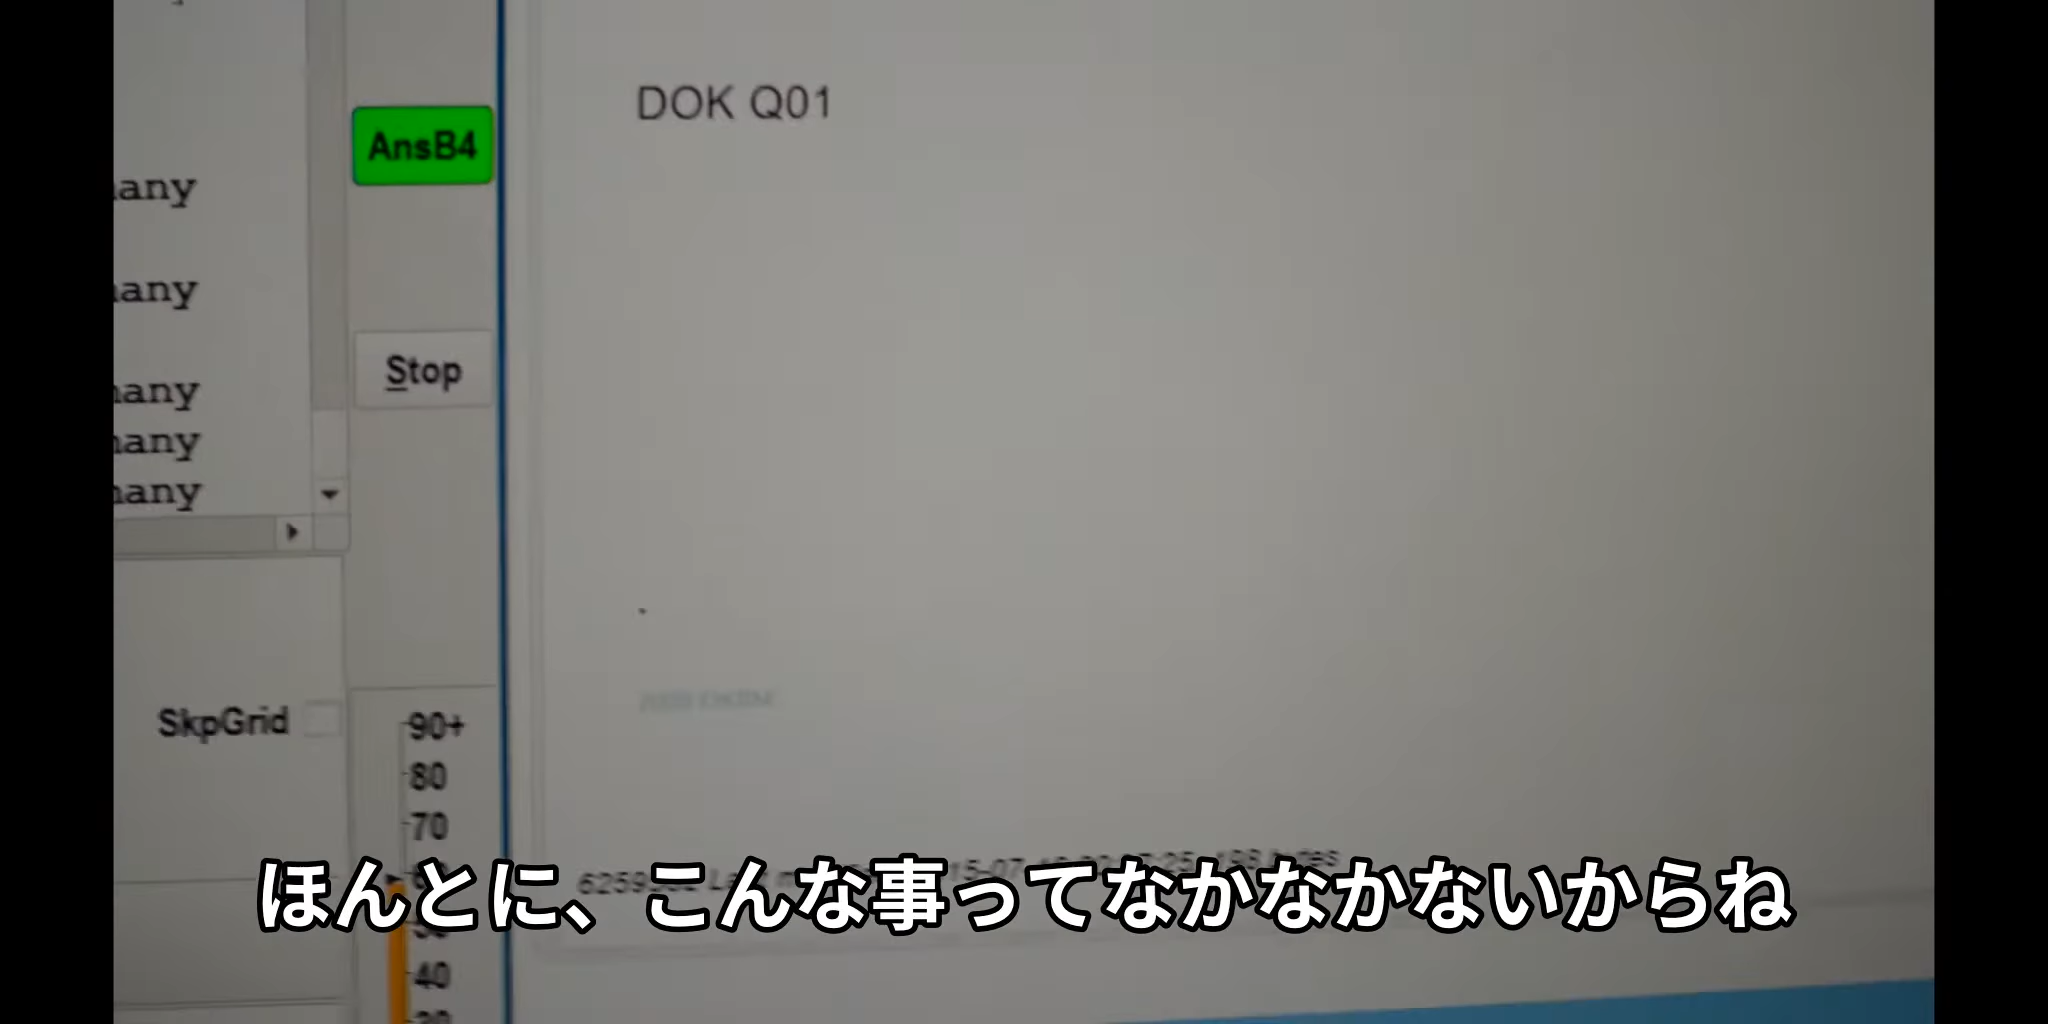 DOK Q01
AnsB4
any
any
any
any
any
Stop
SkpGrid
90+
80
70
40
ほんとに、こんな事ってなかなかないからね